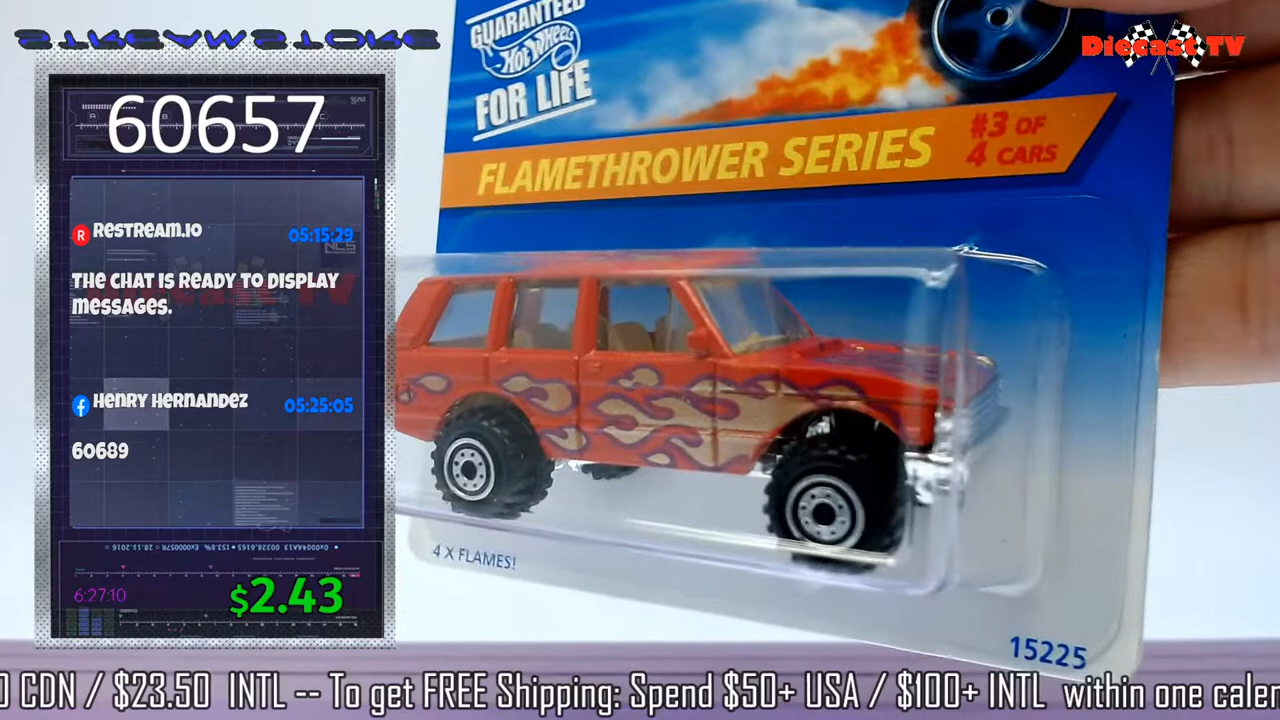 60657
RESTREAM.IO 05:15:29
THE CHAT IS READY TO DISPLAY
MESSAGES.
HENRY HERNANDEZ 05:25:05
60689
6:27:10
$2.43
Diecast TV
GUARANTEED
Hot Wheels
FOR LIFE
FLAMETHROWER SERIES
#3 OF
4 CARS
4 X FLAMES!
15225
0 CDN / $23.50 INTL -- To get FREE Shipping: Spend $50+ USA / $100+ INTL within one calen